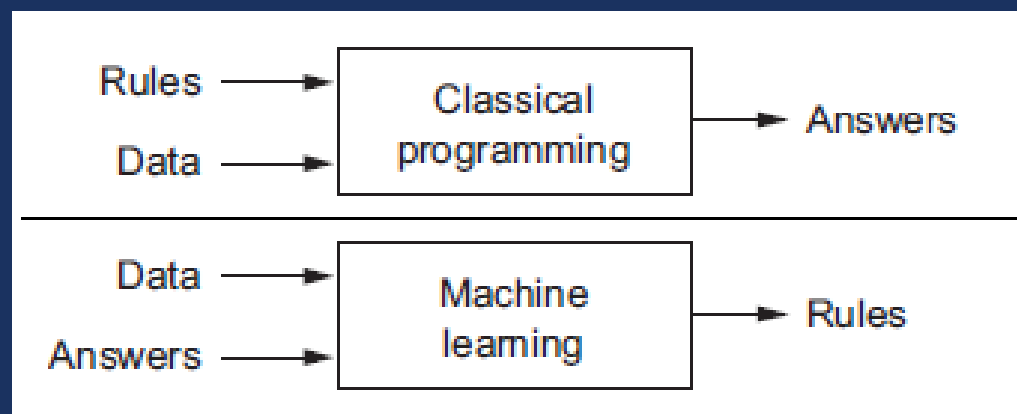 Rules
Data
Classical
programming
Answers
Data
Answers
Machine
learning
Rules